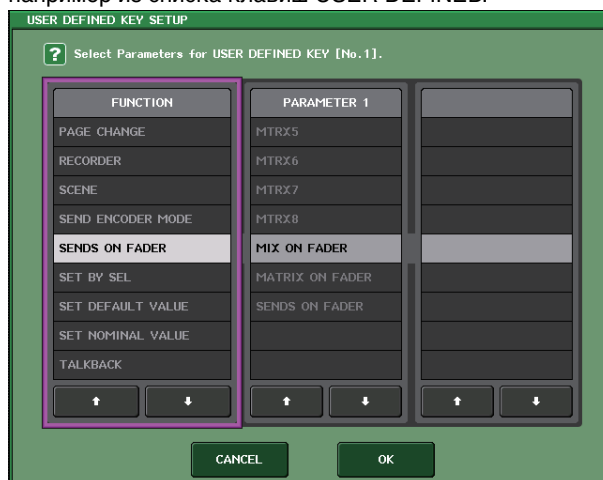 например из списка клавиш USER DEFINED.
USER DEFINED KEY SETUP
? Select Parameters for USER DEFINED KEY [No.1].
FUNCTION
PARAMETER 1
PAGE CHANGE
MTRX5
RECORDER
MTRX6
SCENE
MTRX7
SEND ENCODER MODE
MTRX8
SENDS ON FADER
MIX ON FADER
SET BY SEL
MATRIX ON FADER
SET DEFAULT VALUE
SENDS ON FADER
SET NOMINAL VALUE
TALKBACK
CANCEL
OK